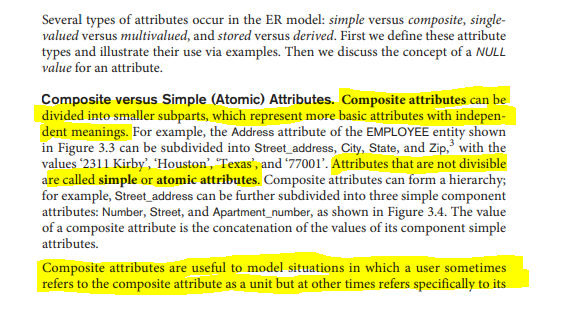 Several types of attributes occur in the ER model: simple versus composite, single-
valued versus multivalued, and stored versus derived. First we define these attribute
types and illustrate their use via examples. Then we discuss the concept of a NULL
value for an attribute.
Composite versus Simple (Atomic) Attributes. Composite attributes can be
divided into smaller subparts, which represent more basic attributes with indepen-
dent meanings. For example, the Address attribute of the EMPLOYEE entity shown
in Figure 3.3 can be subdivided into Street_address, City, State, and Zip,3 with the
values ‘2311 Kirby’, ‘Houston’, ‘Texas’, and ‘77001’. Attributes that are not divisible
are called simple or atomic attributes. Composite attributes can form a hierarchy;
for example, Street_address can be further subdivided into three simple component
attributes: Number, Street, and Apartment_number, as shown in Figure 3.4. The value
of a composite attribute is the concatenation of the values of its component simple
attributes.
Composite attributes are useful to model situations in which a user sometimes
refers to the composite attribute as a unit but at other times refers specifically to its